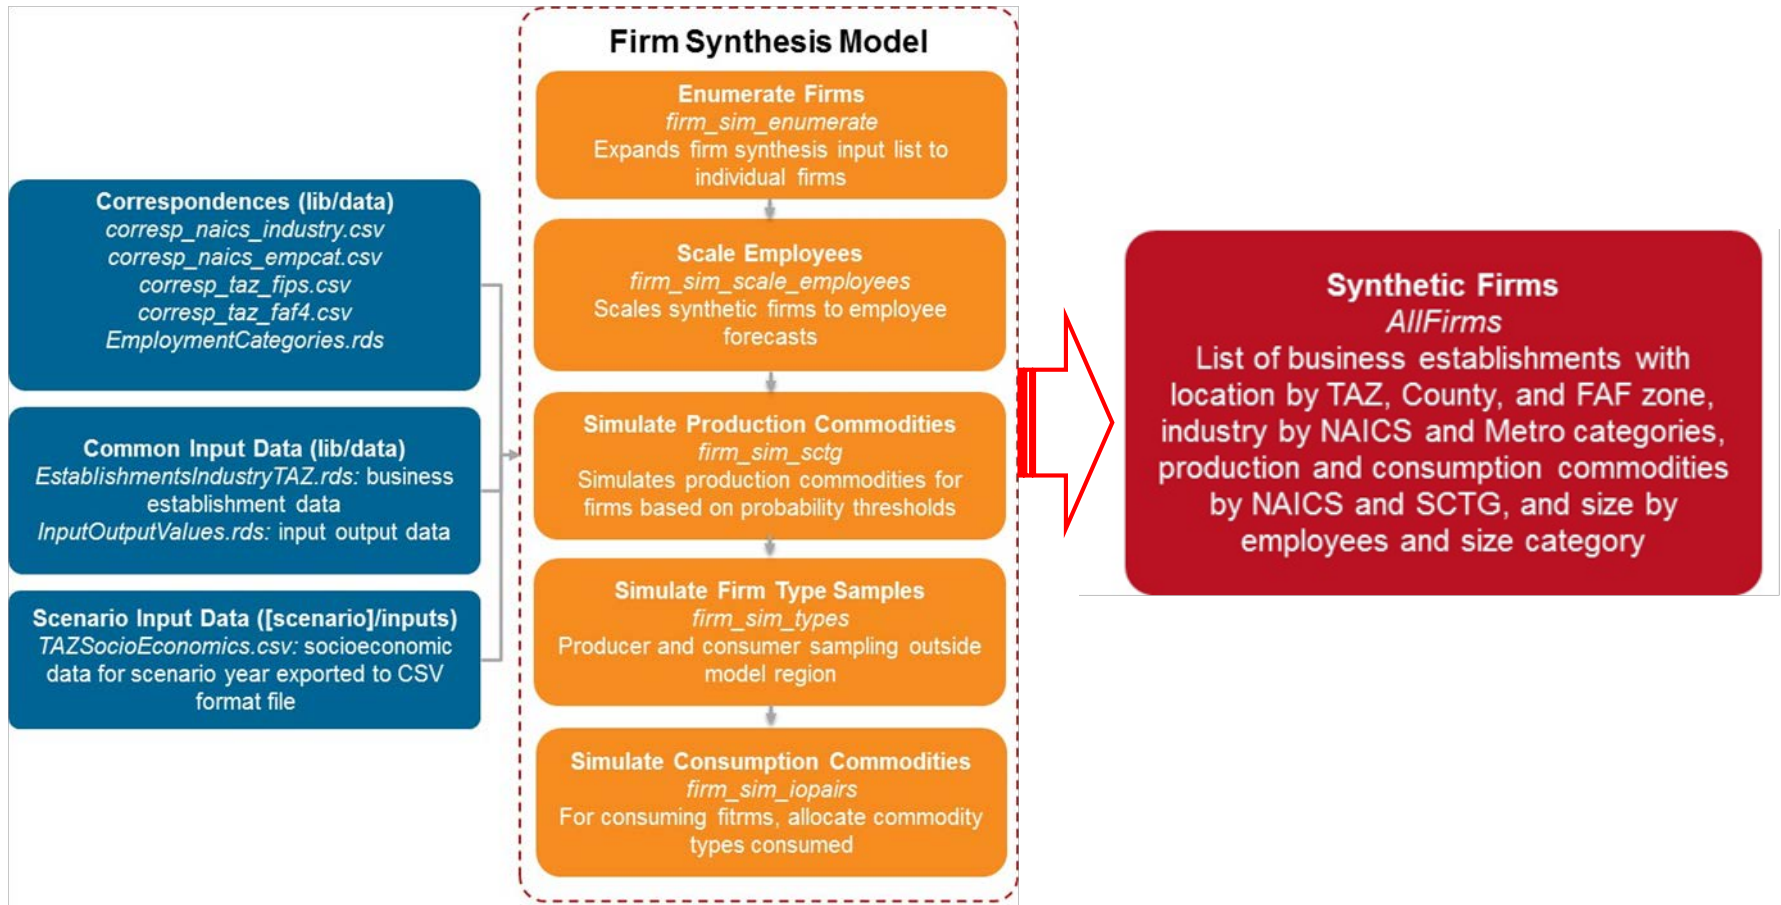 Firm Synthesis Model
Enumerate Firms
firm_sim_enumerate
Expands firm synthesis input list to
individual firms
Scale Employees
firm_sim_scale_employees
Scales synthetic firms to employee
forecasts
Simulate Production Commodities
firm_sim_sctg
Simulates production commodities for
firms based on probability thresholds
Simulate Firm Type Samples
firm_sim_types
Producer and consumer sampling outside
model region
Simulate Consumption Commodities
firm_sim_iopairs
For consuming fitrms, allocate commodity
types consumed
Correspondences (lib/data)
corresp_naics_industry.csv
corresp_naics_empcat.csv
corresp_taz_fips.csv
corresp_taz_faf4.csv
EmploymentCategories.rds
Common Input Data (lib/data)
EstablishmentsIndustryTAZ.rds: business
establishment data
InputOutputValues.rds: input output data
Scenario Input Data ([scenario]/inputs)
TAZSocioEconomics.csv: socioeconomic
data for scenario year exported to CSV
format file
Synthetic Firms
AllFirms
List of business establishments with
location by TAZ, County, and FAF zone,
industry by NAICS and Metro categories,
production and consumption commodities
by NAICS and SCTG, and size by
employees and size category